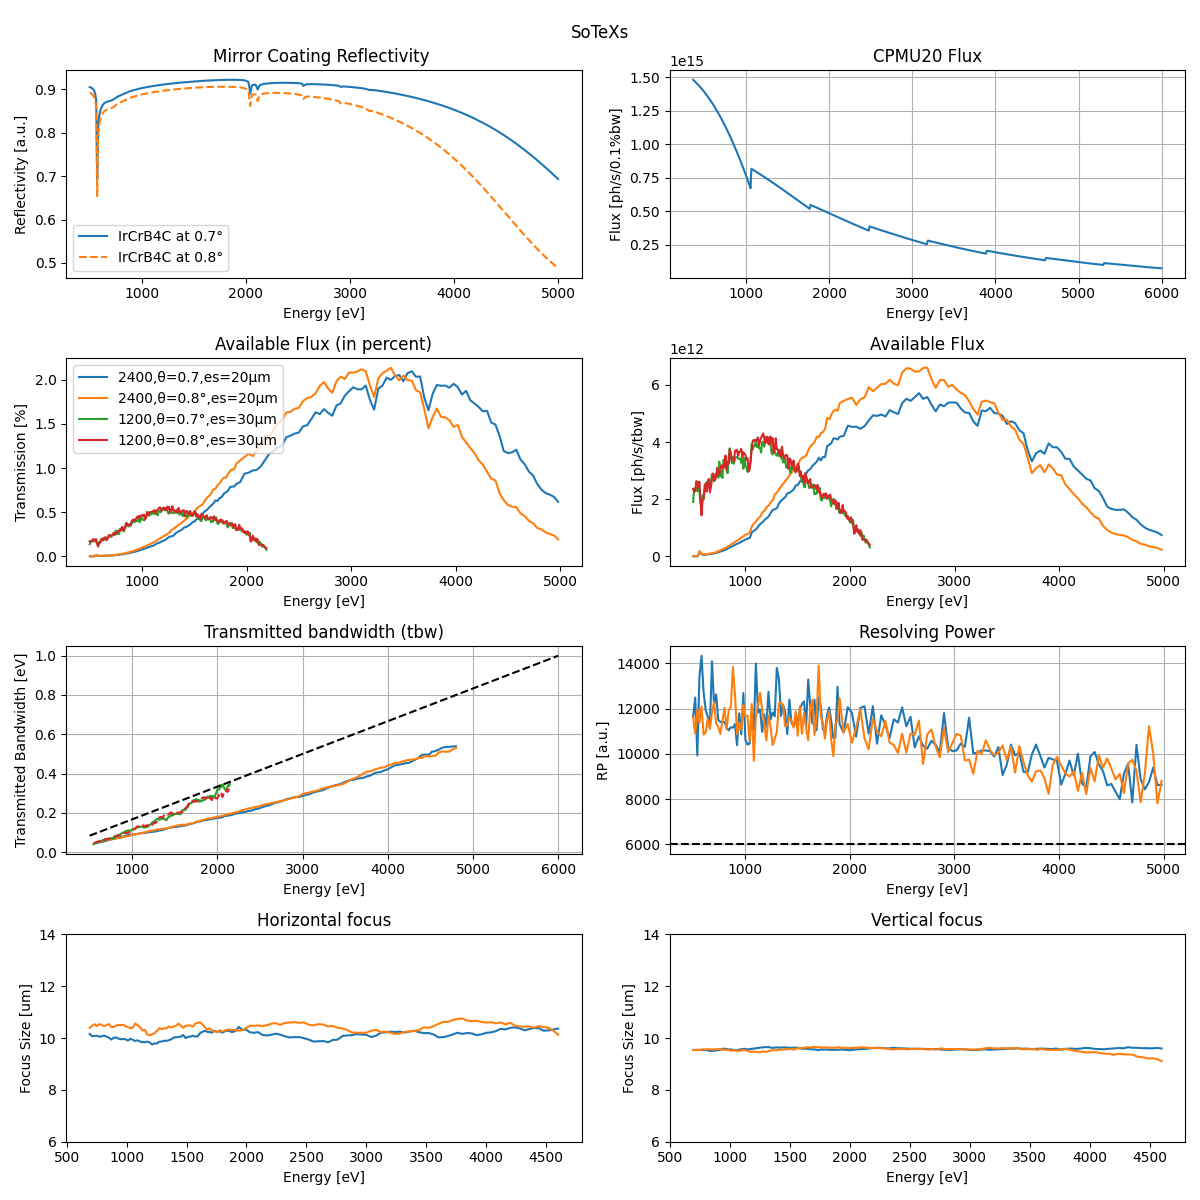 SoTeXs
Mirror Coating Reflectivity
Reflectivity [a.u.]
0.9
0.8
0.7
0.6
0.5
IrCrB4C at 0.7°
IrCrB4C at 0.8°
1000 2000 3000 4000 5000
Energy [eV]
CPMU20 Flux
1e15
Flux [ph/s/0.1%bw]
1.50
1.25
1.00
0.75
0.50
0.25
1000 2000 3000 4000 5000 6000
Energy [eV]
Available Flux (in percent)
Transmission [%]
2.0
1.5
1.0
0.5
0.0
2400,θ=0.7,es=20μm
2400,θ=0.8°,es=20μm
1200,θ=0.7°,es=30μm
1200,θ=0.8°,es=30μm
1000 2000 3000 4000 5000
Energy [eV]
Available Flux
1e12
Flux [ph/s/tbw]
6
4
2
0
1000 2000 3000 4000 5000
Energy [eV]
Transmitted bandwidth (tbw)
Transmitted Bandwidth [eV]
1.0
0.8
0.6
0.4
0.2
0.0
1000 2000 3000 4000 5000 6000
Energy [eV]
Resolving Power
RP [a.u.]
14000
12000
10000
8000
6000
1000 2000 3000 4000 5000
Energy [eV]
Horizontal focus
Focus Size [um]
14
12
10
8
6
500 1000 1500 2000 2500 3000 3500 4000 4500
Energy [eV]
Vertical focus
Focus Size [um]
14
12
10
8
6
500 1000 1500 2000 2500 3000 3500 4000 4500
Energy [eV]